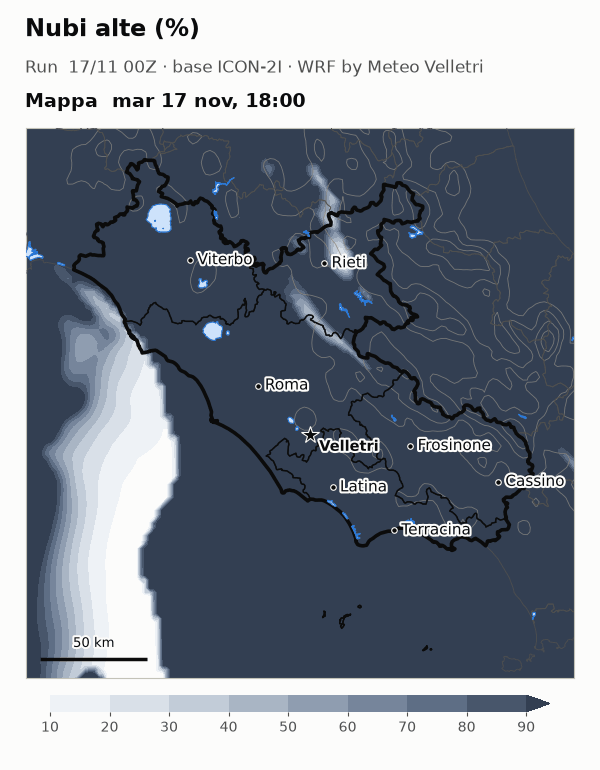 Nubi alte (%)
Run  17/11 00Z · base ICON-2I · WRF by Meteo Velletri
Mappa  mar 17 nov, 18:00
Viterbo
Rieti
Roma
Velletri
Frosinone
Latina
Cassino
Terracina
50 km
10 20 30 40 50 60 70 80 90